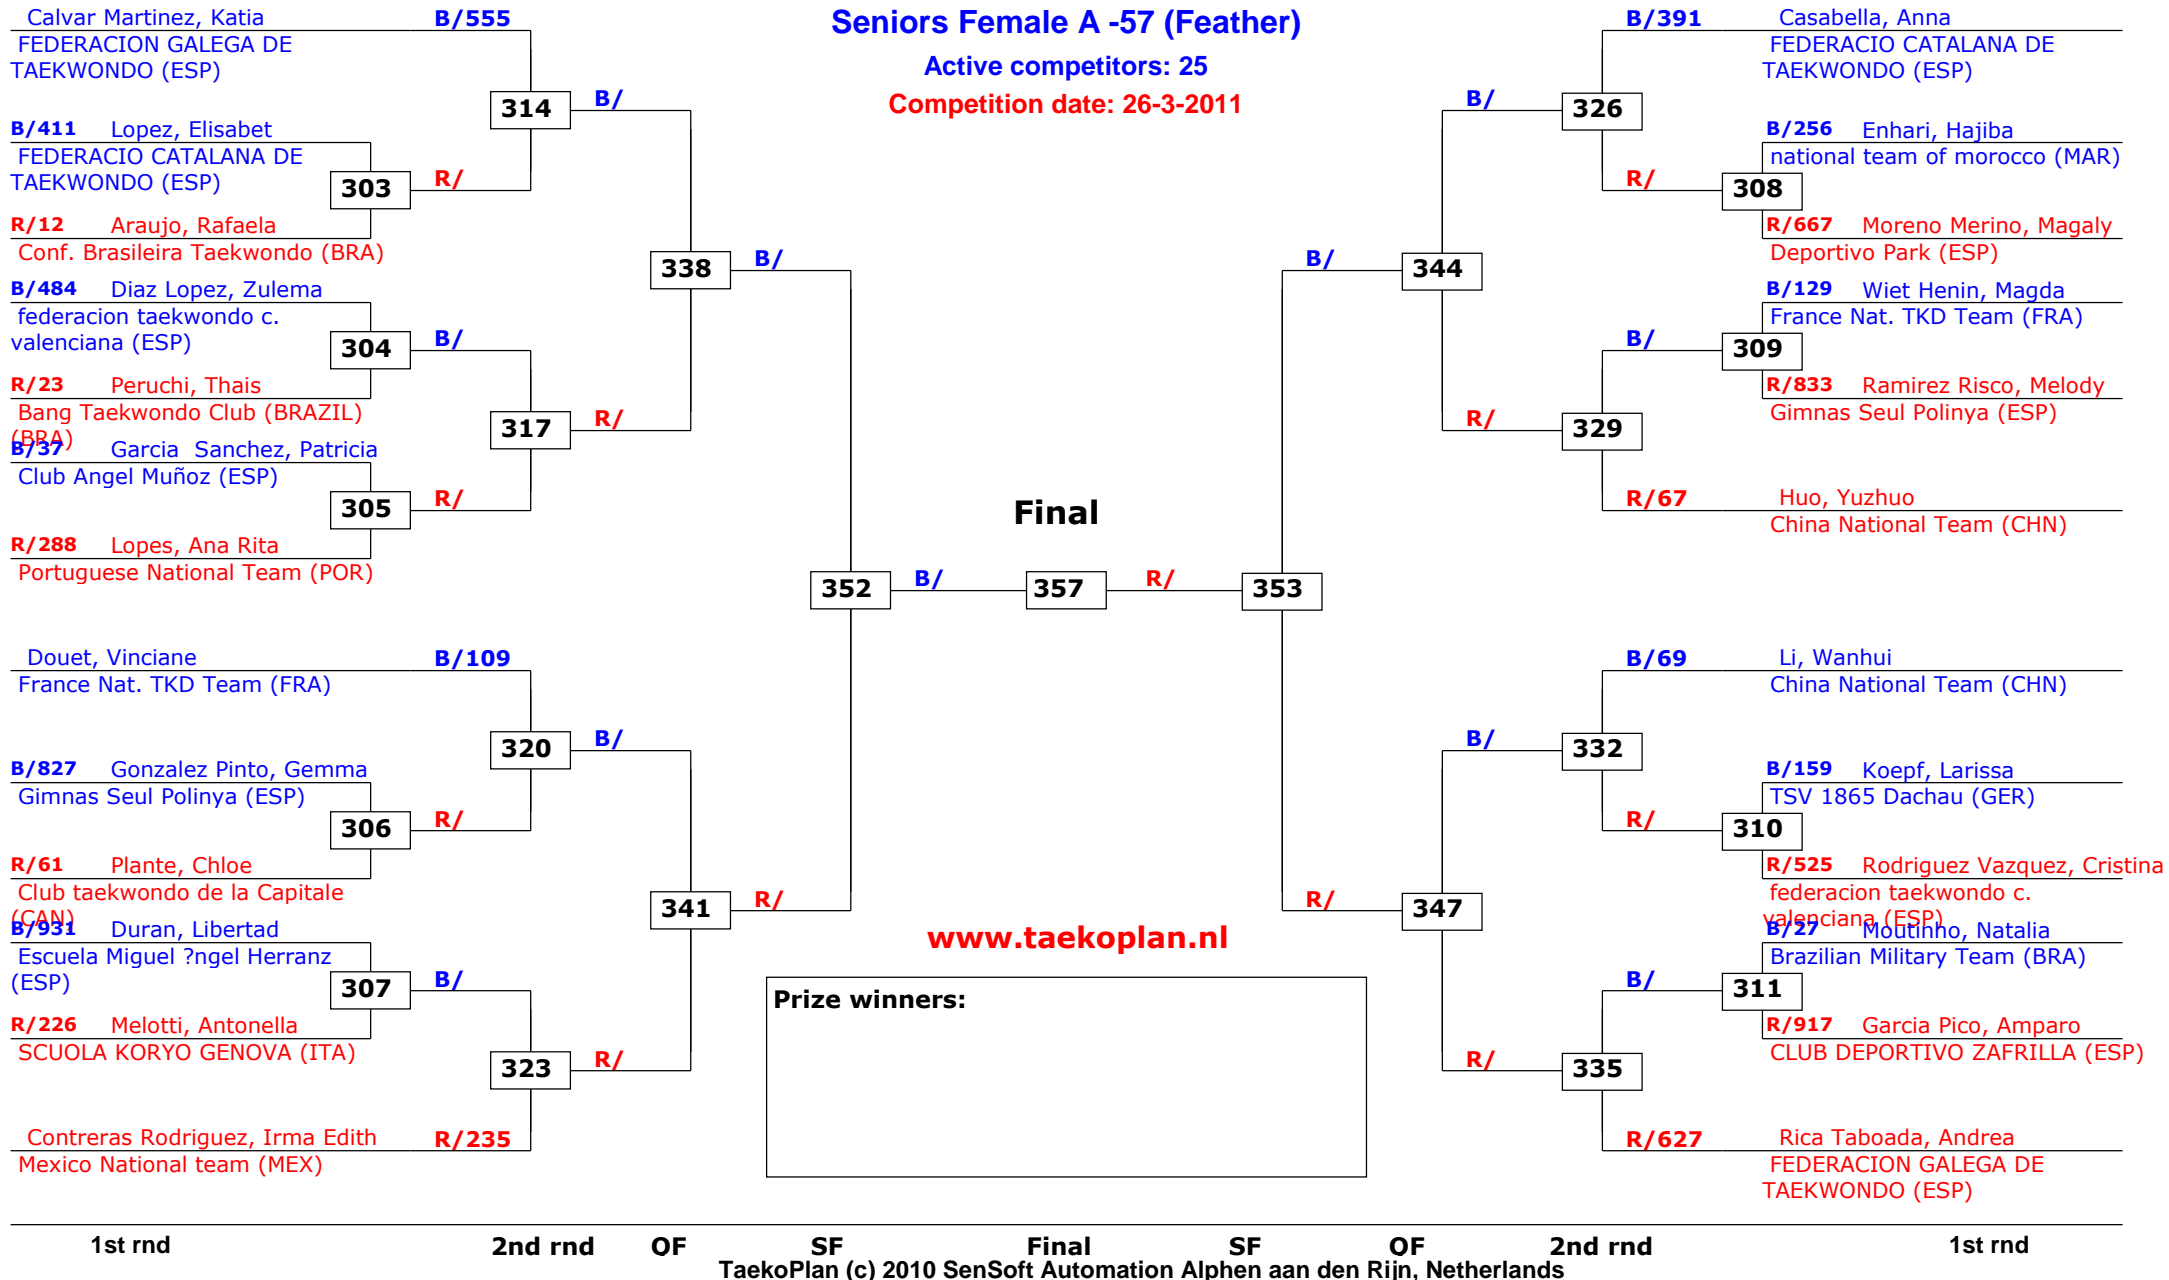 Seniors Female A -57 (Feather)
Active competitors: 25
Competition date: 26-3-2011
Calvar Martinez, Katia B/555
FEDERACION GALEGA DE
TAEKWONDO (ESP)
314
B/
B/411 Lopez, Elisabet
FEDERACIO CATALANA DE
TAEKWONDO (ESP)
303
R/
R/12 Araujo, Rafaela
Conf. Brasileira Taekwondo (BRA)
338
B/
B/484 Diaz Lopez, Zulema
federacion taekwondo c.
valenciana (ESP)
304
B/
R/23 Peruchi, Thais
Bang Taekwondo Club (BRAZIL)
(BRA)
317
R/
B/37 Garcia  Sanchez, Patricia
Club Angel Muñoz (ESP)
305
R/
R/288 Lopes, Ana Rita
Portuguese National Team (POR)
352
B/
Douet, Vinciane B/109
France Nat. TKD Team (FRA)
320
B/
B/827 Gonzalez Pinto, Gemma
Gimnas Seul Polinya (ESP)
306
R/
R/61 Plante, Chloe
Club taekwondo de la Capitale
(CAN)
341
R/
B/931 Duran, Libertad
Escuela Miguel ?ngel Herranz
(ESP)
307
B/
R/226 Melotti, Antonella
SCUOLA KORYO GENOVA (ITA)
323
R/
Contreras Rodriguez, Irma Edith R/235
Mexico National team (MEX)
Final
357
R/
353
www.taekoplan.nl
Prize winners:
B/391 Casabella, Anna
FEDERACIO CATALANA DE
TAEKWONDO (ESP)
B/
326
B/256 Enhari, Hajiba
national team of morocco (MAR)
R/
308
R/667 Moreno Merino, Magaly
Deportivo Park (ESP)
B/
344
B/129 Wiet Henin, Magda
France Nat. TKD Team (FRA)
B/
309
R/833 Ramirez Risco, Melody
Gimnas Seul Polinya (ESP)
R/
329
R/67 Huo, Yuzhuo
China National Team (CHN)
B/69 Li, Wanhui
China National Team (CHN)
B/
332
B/159 Koepf, Larissa
TSV 1865 Dachau (GER)
R/
310
R/525 Rodriguez Vazquez, Cristina
federacion taekwondo c.
valenciana (ESP)
R/
347
B/27 Moutinho, Natalia
Brazilian Military Team (BRA)
B/
311
R/917 Garcia Pico, Amparo
CLUB DEPORTIVO ZAFRILLA (ESP)
R/
335
R/627 Rica Taboada, Andrea
FEDERACION GALEGA DE
TAEKWONDO (ESP)
1st rnd 2nd rnd QF SF Final SF QF 2nd rnd 1st rnd
TaekoPlan (c) 2010 SenSoft Automation Alphen aan den Rijn, Netherlands